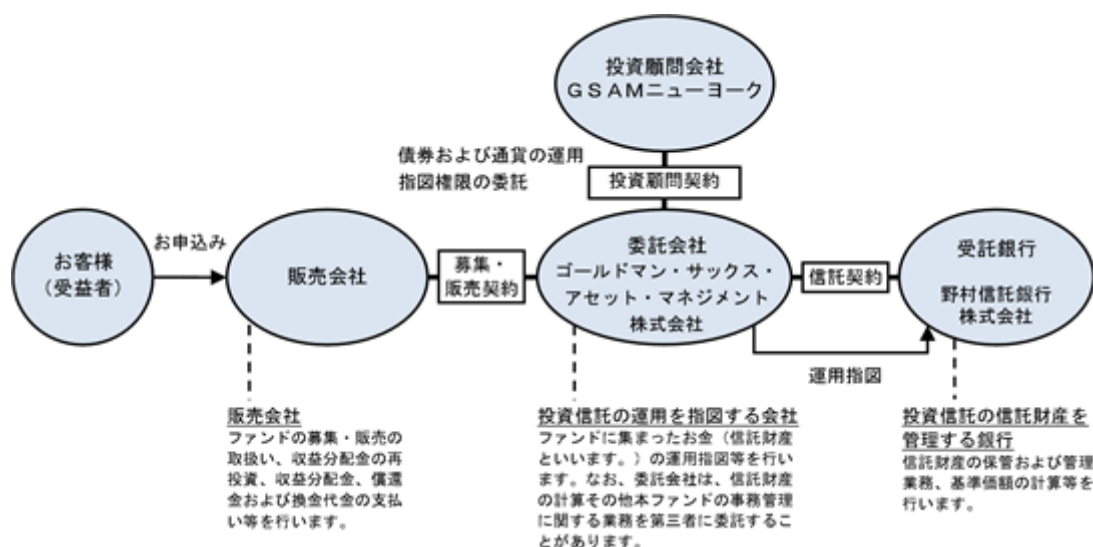 投資顧問会社
GSAMニューヨーク
債券および通貨の運用
指図権限の委託
投資顧問契約
お客様
(受益者)
お申込み
販売会社
募集・
販売契約
委託会社
ゴールドマン・サックス・
アセット・マネジメント
株式会社
信託契約
受託銀行
野村信託銀行
株式会社
運用指図
販売会社
ファンドの募集・販売の
取扱い、収益分配金の再
投資、収益分配金、償還
金および換金代金の支払
い等を行います。
投資信託の運用を指図する会社
ファンドに集まったお金(信託財産
といいます。)の運用指図等を行い
ます。なお、委託会社は、信託財産
の計算その他本ファンドの事務管理
に関する業務を第三者に委託するこ
とがあります。
投資信託の信託財産を
管理する銀行
信託財産の保管および管理
業務、基準価額の計算等を
行います。